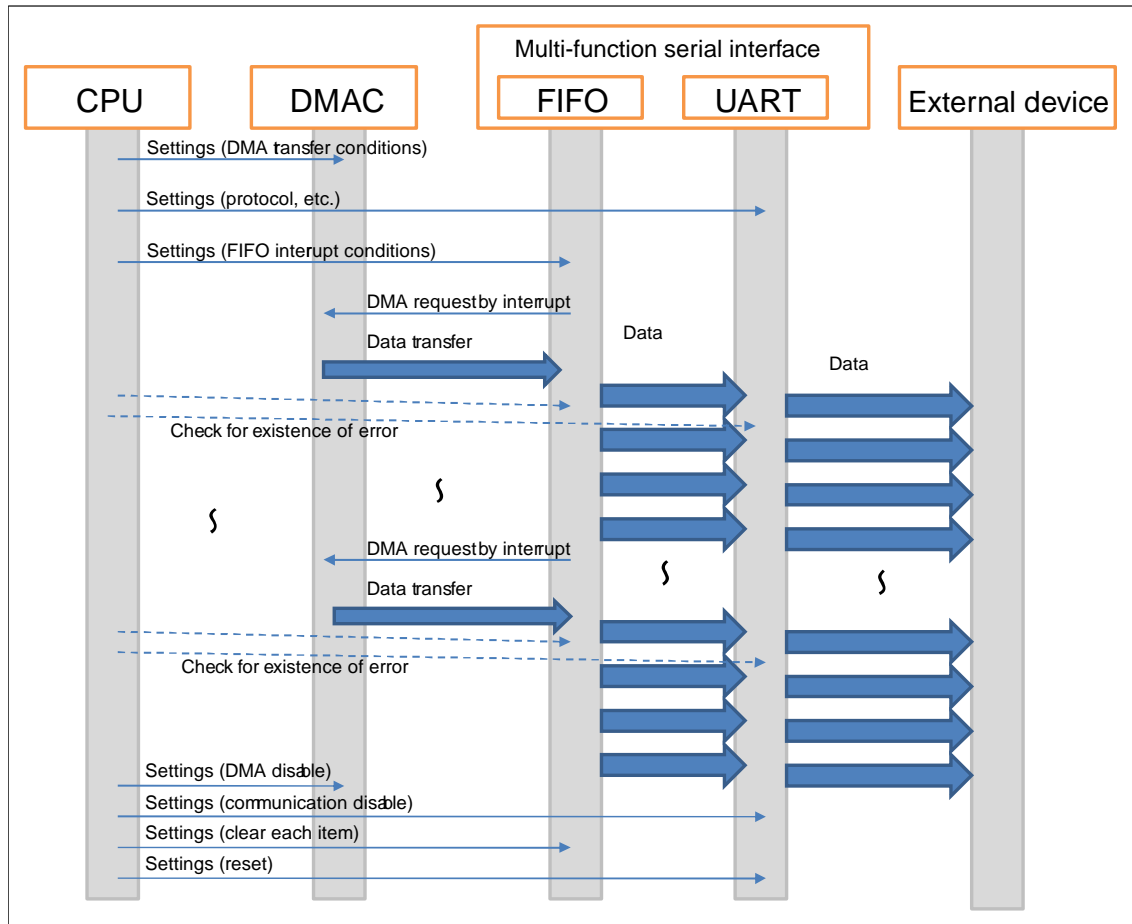 Multi-function serial interface
CPU
DMAC
FIFO
UART
External device
Settings (DMA transfer conditions)
Settings (protocol, etc.)
Settings (FIFO interrupt conditions)
DMA request by interrupt
Data transfer
Data
Data
Check for existence of error
DMA request by interrupt
Data transfer
Check for existence of error
Settings (DMA disable)
Settings (communication disable)
Settings (clear each item)
Settings (reset)